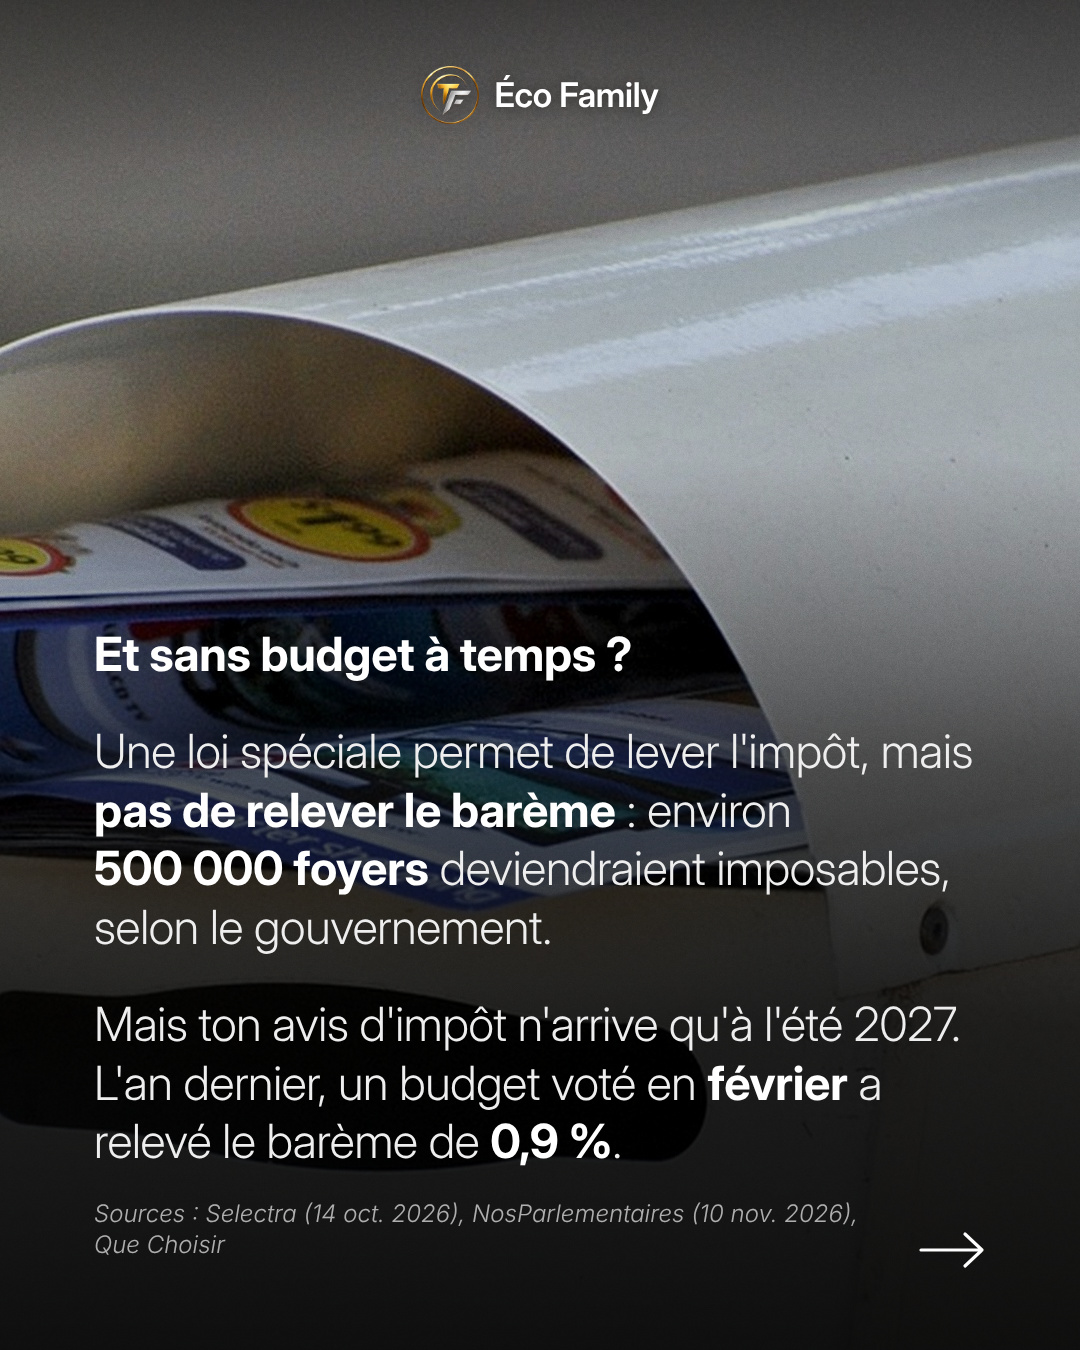 TF Éco Family
Et sans budget à temps ?
Une loi spéciale permet de lever l'impôt, mais
pas de relever le barème : environ
500 000 foyers deviendraient imposables,
selon le gouvernement.
Mais ton avis d'impôt n'arrive qu'à l'été 2027.
L'an dernier, un budget voté en février a
relevé le barème de 0,9 %.
Sources : Selectra (14 oct. 2026), NosParlementaires (10 nov. 2026),
Que Choisir